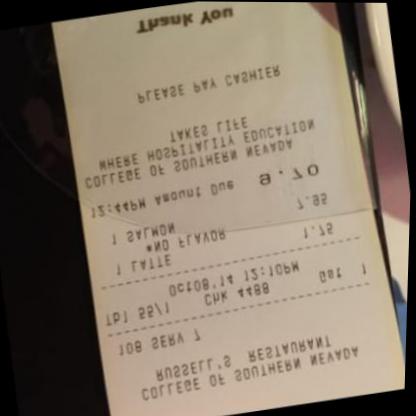 COLLEGE OF SOUTHERN NEVADA
RUSSELL'S RESTAURANT
108 SERV 7
Tbl 55/1 Chk 4488 Gst 1
Oct08'14 12:10PM
1 LATTE 1.75
*NO FLAVOR
1 SALMON 7.95
12:44PM Amount Due 9.70
COLLEGE OF SOUTHERN NEVADA
WHERE HOSPITALITY EDUCATION
TAKES LIFE
PLEASE PAY CASHIER
Thank You